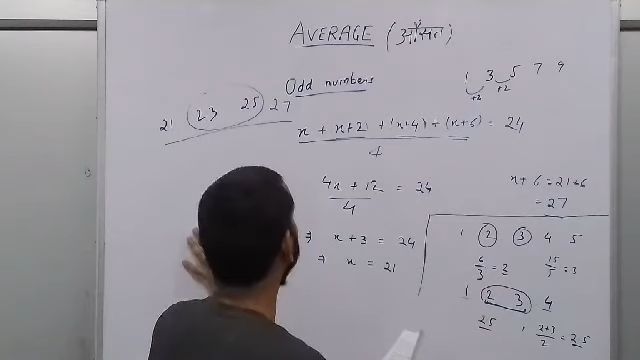 AVERAGE (औसत)
Odd numbers
1 3 5 7 9
+2 +2
21 23 25 27
x + x+2 + (x+4) + (x+6) = 24
4
4x + 12 = 24
4
⇒ x + 3 = 24
⇒ x = 21
x + 6 = 21+6
= 27
1 2 3 4 5
6/3 = 3 15/5 = 3
1 2 3 4
2.5 , 2+3/2 = 2.5